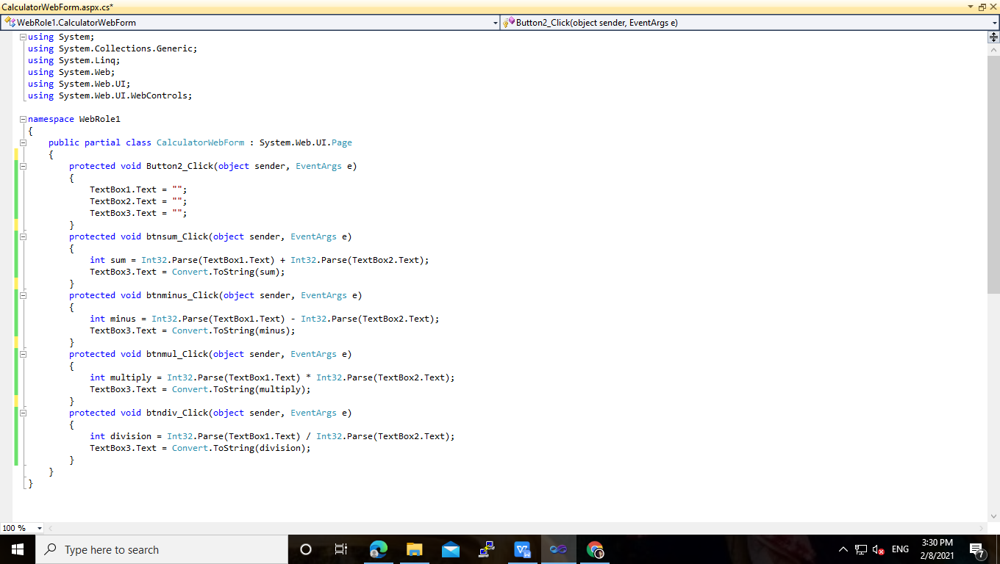 CalculatorWebForm.aspx.cs*
WebRole1.CalculatorWebForm
Button2_Click(object sender, EventArgs e)
using System;
using System.Collections.Generic;
using System.Linq;
using System.Web;
using System.Web.UI;
using System.Web.UI.WebControls;
namespace WebRole1
{
public partial class CalculatorWebForm : System.Web.UI.Page
{
protected void Button2_Click(object sender, EventArgs e)
{
TextBox1.Text = "";
TextBox2.Text = "";
TextBox3.Text = "";
}
protected void btnsum_Click(object sender, EventArgs e)
{
int sum = Int32.Parse(TextBox1.Text) + Int32.Parse(TextBox2.Text);
TextBox3.Text = Convert.ToString(sum);
}
protected void btnminus_Click(object sender, EventArgs e)
{
int minus = Int32.Parse(TextBox1.Text) - Int32.Parse(TextBox2.Text);
TextBox3.Text = Convert.ToString(minus);
}
protected void btnmul_Click(object sender, EventArgs e)
{
int multiply = Int32.Parse(TextBox1.Text) * Int32.Parse(TextBox2.Text);
TextBox3.Text = Convert.ToString(multiply);
}
protected void btndiv_Click(object sender, EventArgs e)
{
int division = Int32.Parse(TextBox1.Text) / Int32.Parse(TextBox2.Text);
TextBox3.Text = Convert.ToString(division);
}
}
}
100 %
Type here to search
ENG
3:30 PM
2/8/2021
7